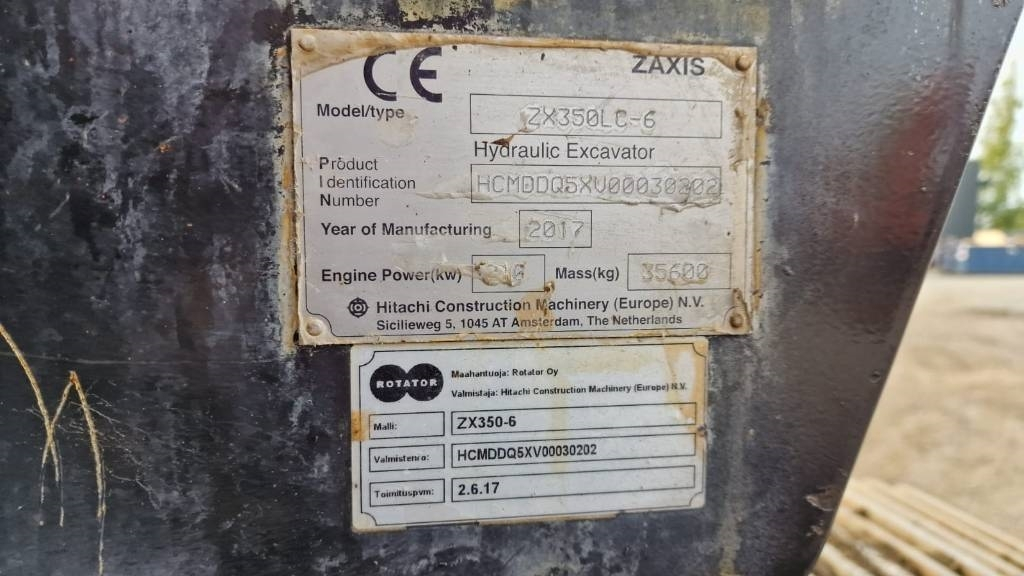 CE ZAXIS
Model/type ZX350LC-6
Hydraulic Excavator
Product
Identification HCMDDQ5XV00030202
Number
Year of Manufacturing 2017
Engine Power(kw) 210 Mass(kg) 35600
Hitachi Construction Machinery (Europe) N.V.
Sicilieweg 5, 1045 AT Amsterdam, The Netherlands
ROTATOR
Maahantuoja: Rotator Oy
Valmistaja: Hitachi Construction Machinery (Europe) N.V.
Malli: ZX350-6
Valmistenro: HCMDDQ5XV00030202
Toimituspvm: 2.6.17